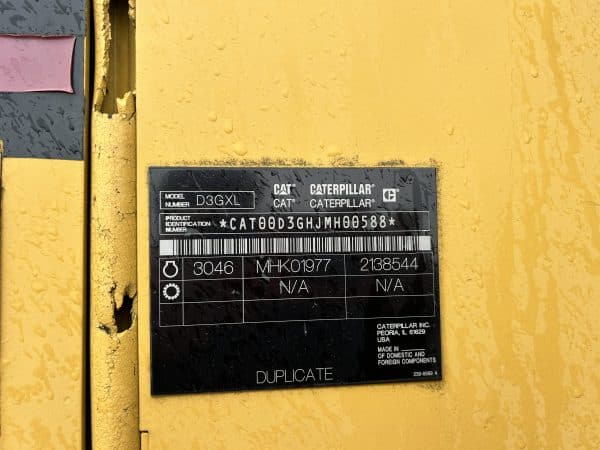 MODEL NUMBER D3GXL CAT® CATERPILLAR®
CAT® CATERPILLAR®
PRODUCT IDENTIFICATION NUMBER *CAT00D3GHJMH00588*
3046 MHK01977 2138544
N/A N/A
CATERPILLAR INC.
PEORIA, IL 61629
USA
MADE IN
OF DOMESTIC AND
FOREIGN COMPONENTS
DUPLICATE